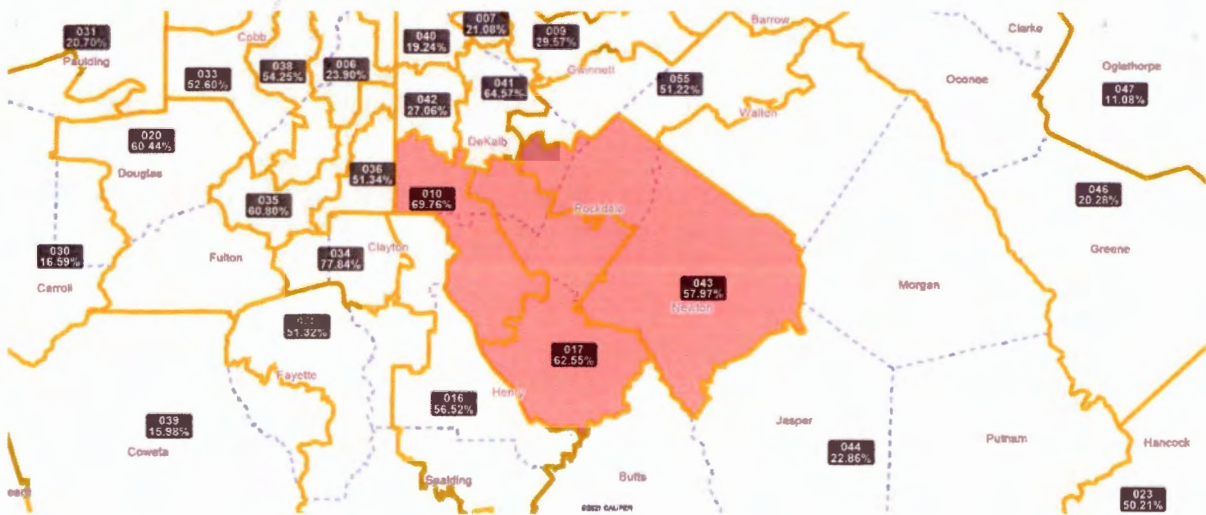 031
20.70%
Paulding
Cobb
033
52.60%
038
54.25%
006
23.90%
040
19.24%
007
21.08%
009
29.57%
Gwinnett
Barrow
Clarke
Oconee
Oglethorpe
047
11.08%
042
27.06%
041
64.57%
055
51.22%
Walton
DeKalb
020
60.44%
Douglas
036
51.34%
035
60.80%
010
69.76%
Rockdale
046
20.28%
Greene
030
16.59%
Carroll
Fulton
034
77.84%
Clayton
043
57.97%
Newton
Morgan
51.32%
Fayette
017
62.55%
Henry
016
56.52%
039
15.98%
Coweta
Jasper
044
22.86%
Putnam
Hancock
Spalding
Butts
023
50.21%
©2021 CALIPER